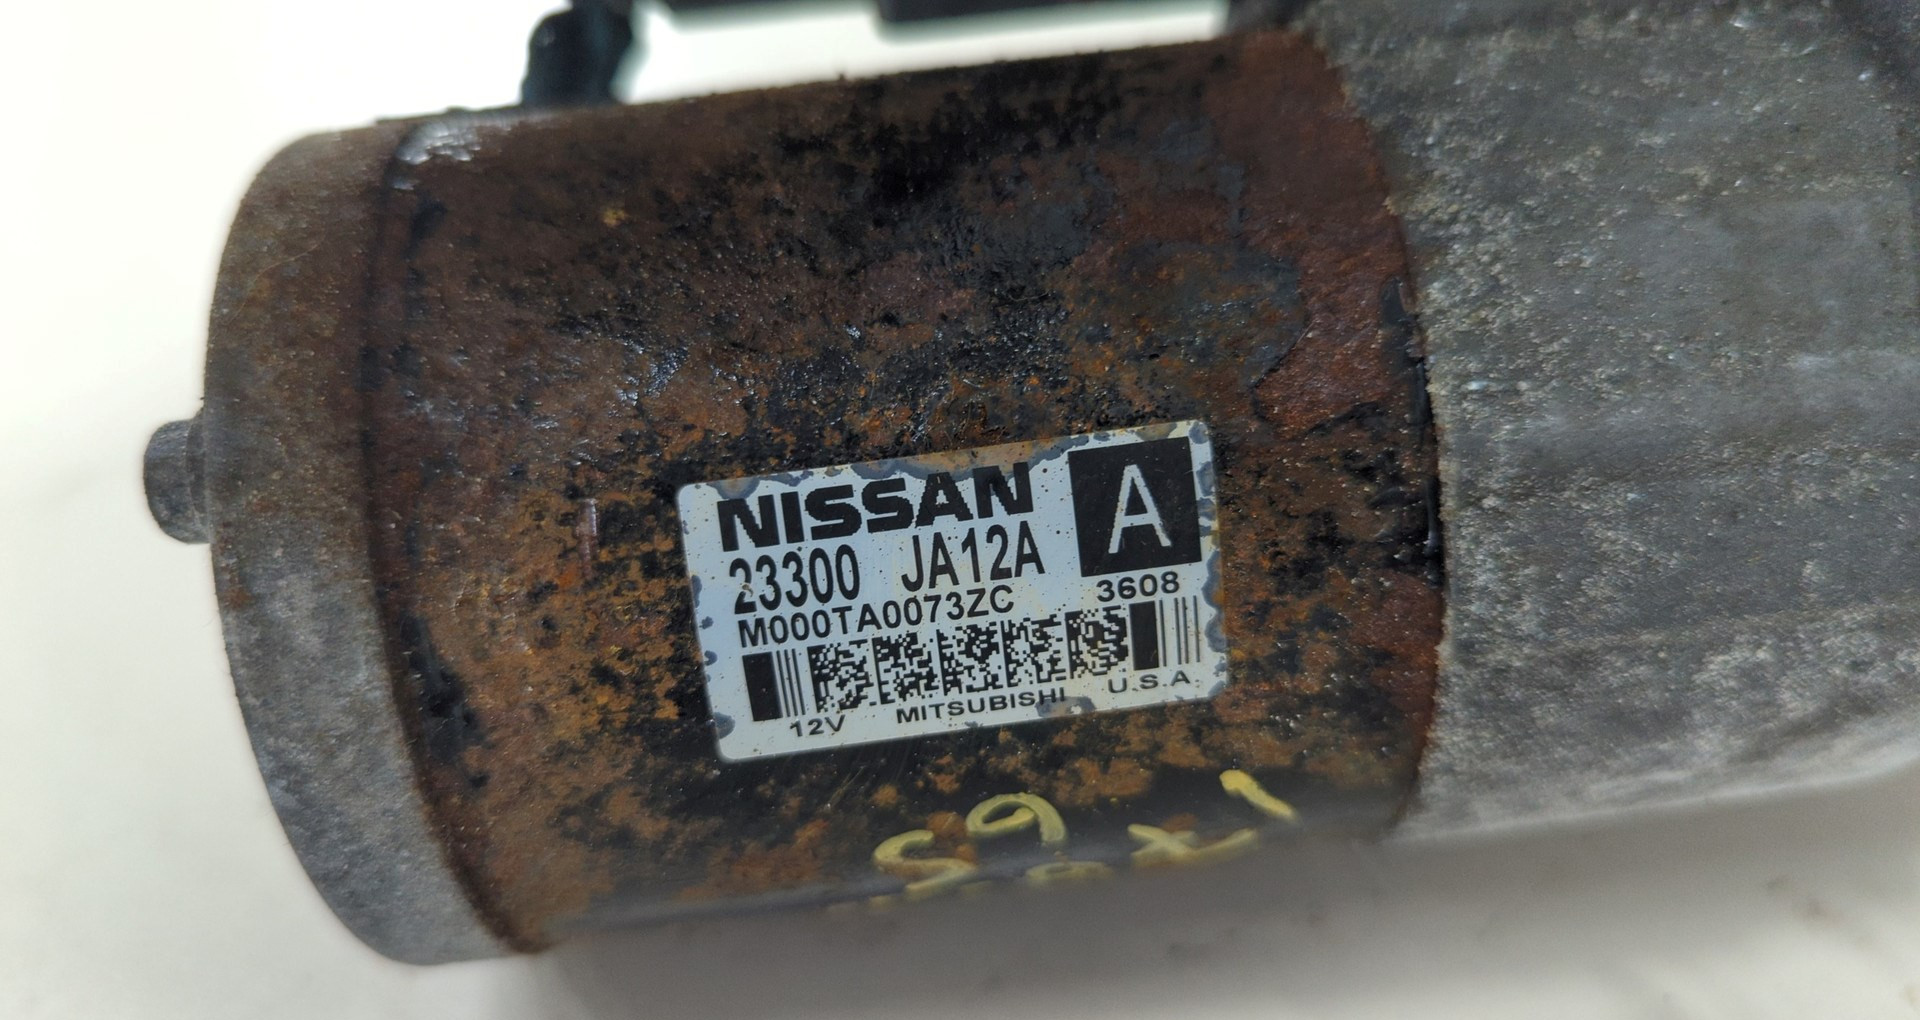 NISSAN A
23300 JA12A
M000TA0073ZC 3608
12V MITSUBISHI U.S.A.